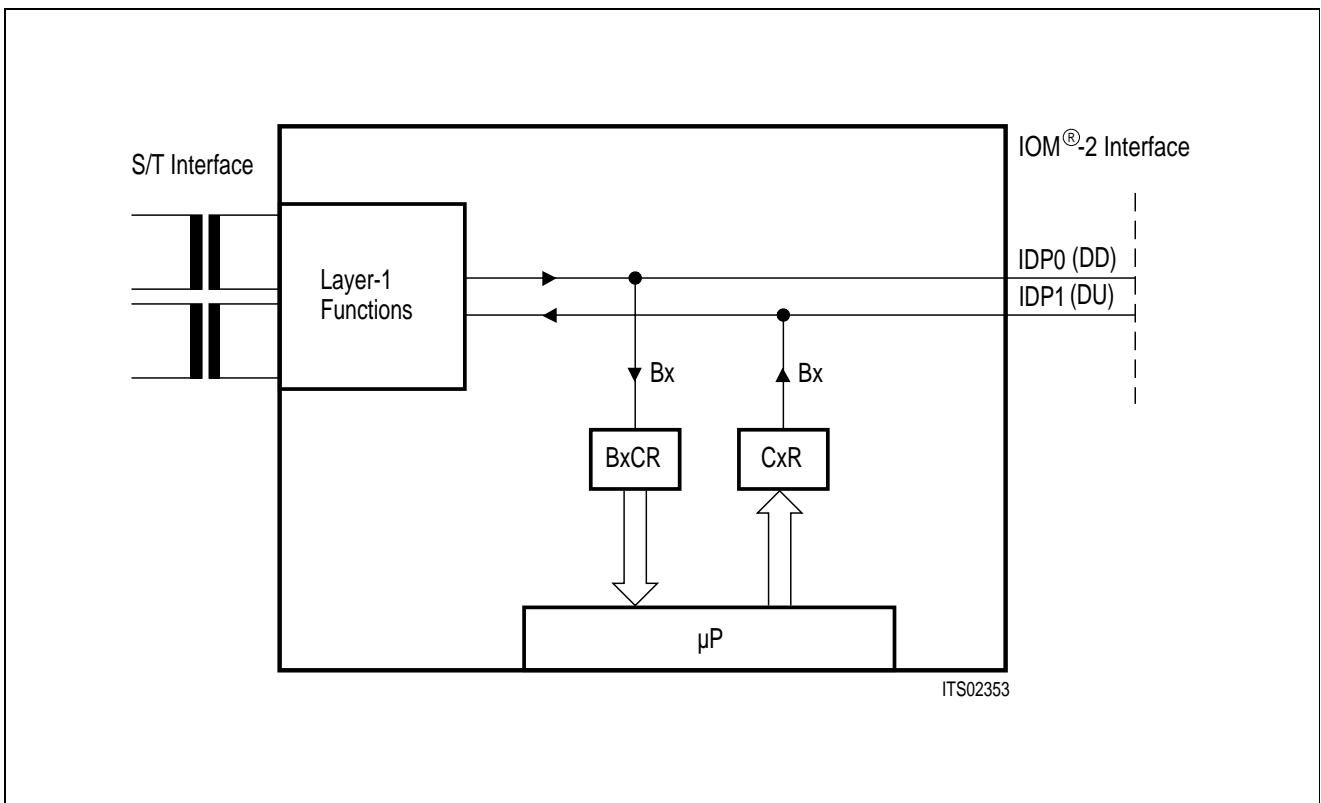 S/T Interface
IOM®-2 Interface
Layer-1
Functions
IDP0 (DD)
IDP1 (DU)
Bx
Bx
BxCR
CxR
µP
ITS02353